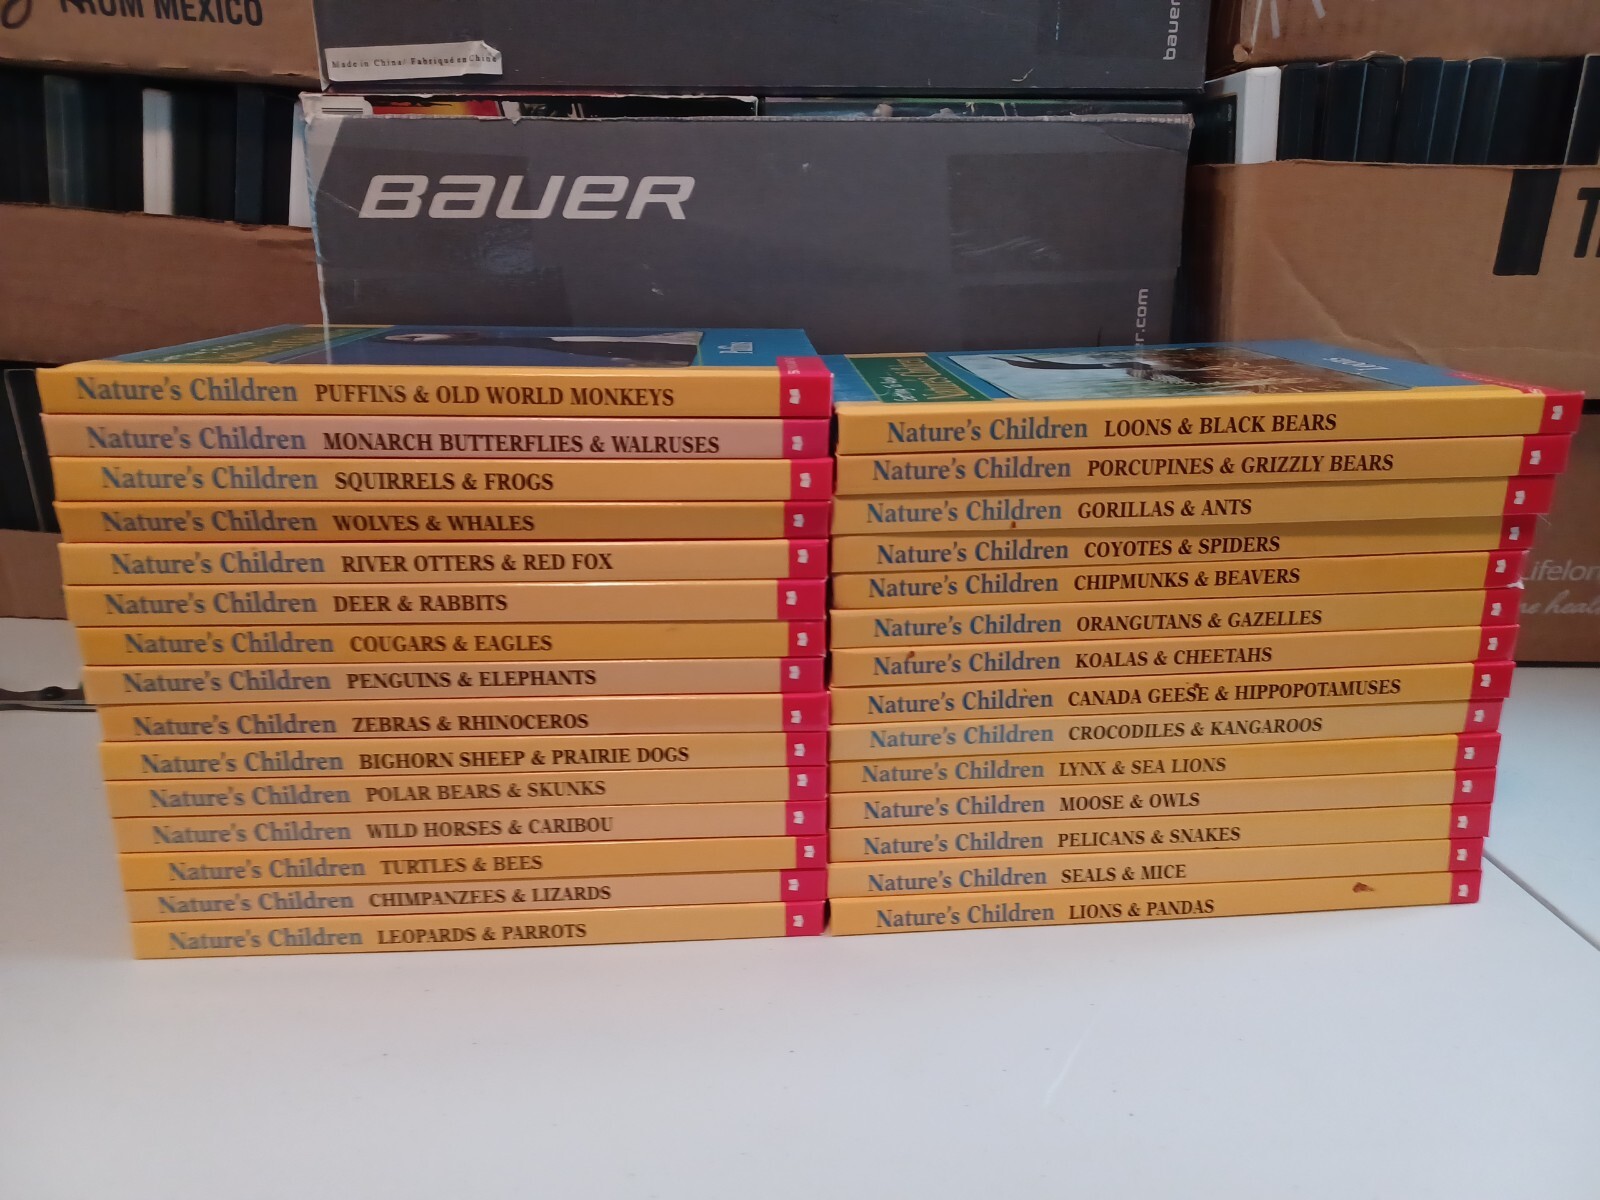 FROM MEXICO
Made in China/ Fabriqué en Chine
bauer
BAUER
er.com
Nature's Children PUFFINS & OLD WORLD MONKEYS
Nature's Children MONARCH BUTTERFLIES & WALRUSES
Nature's Children SQUIRRELS & FROGS
Nature's Children WOLVES & WHALES
Nature's Children RIVER OTTERS & RED FOX
Nature's Children DEER & RABBITS
Nature's Children COUGARS & EAGLES
Nature's Children PENGUINS & ELEPHANTS
Nature's Children ZEBRAS & RHINOCEROS
Nature's Children BIGHORN SHEEP & PRAIRIE DOGS
Nature's Children POLAR BEARS & SKUNKS
Nature's Children WILD HORSES & CARIBOU
Nature's Children TURTLES & BEES
Nature's Children CHIMPANZEES & LIZARDS
Nature's Children LEOPARDS & PARROTS
Loons
Nature's Children LOONS & BLACK BEARS
Nature's Children PORCUPINES & GRIZZLY BEARS
Nature's Children GORILLAS & ANTS
Nature's Children COYOTES & SPIDERS
Nature's Children CHIPMUNKS & BEAVERS
Nature's Children ORANGUTANS & GAZELLES
Nature's Children KOALAS & CHEETAHS
Nature's Children CANADA GEESE & HIPPOPOTAMUSES
Nature's Children CROCODILES & KANGAROOS
Nature's Children LYNX & SEA LIONS
Nature's Children MOOSE & OWLS
Nature's Children PELICANS & SNAKES
Nature's Children SEALS & MICE
Nature's Children LIONS & PANDAS